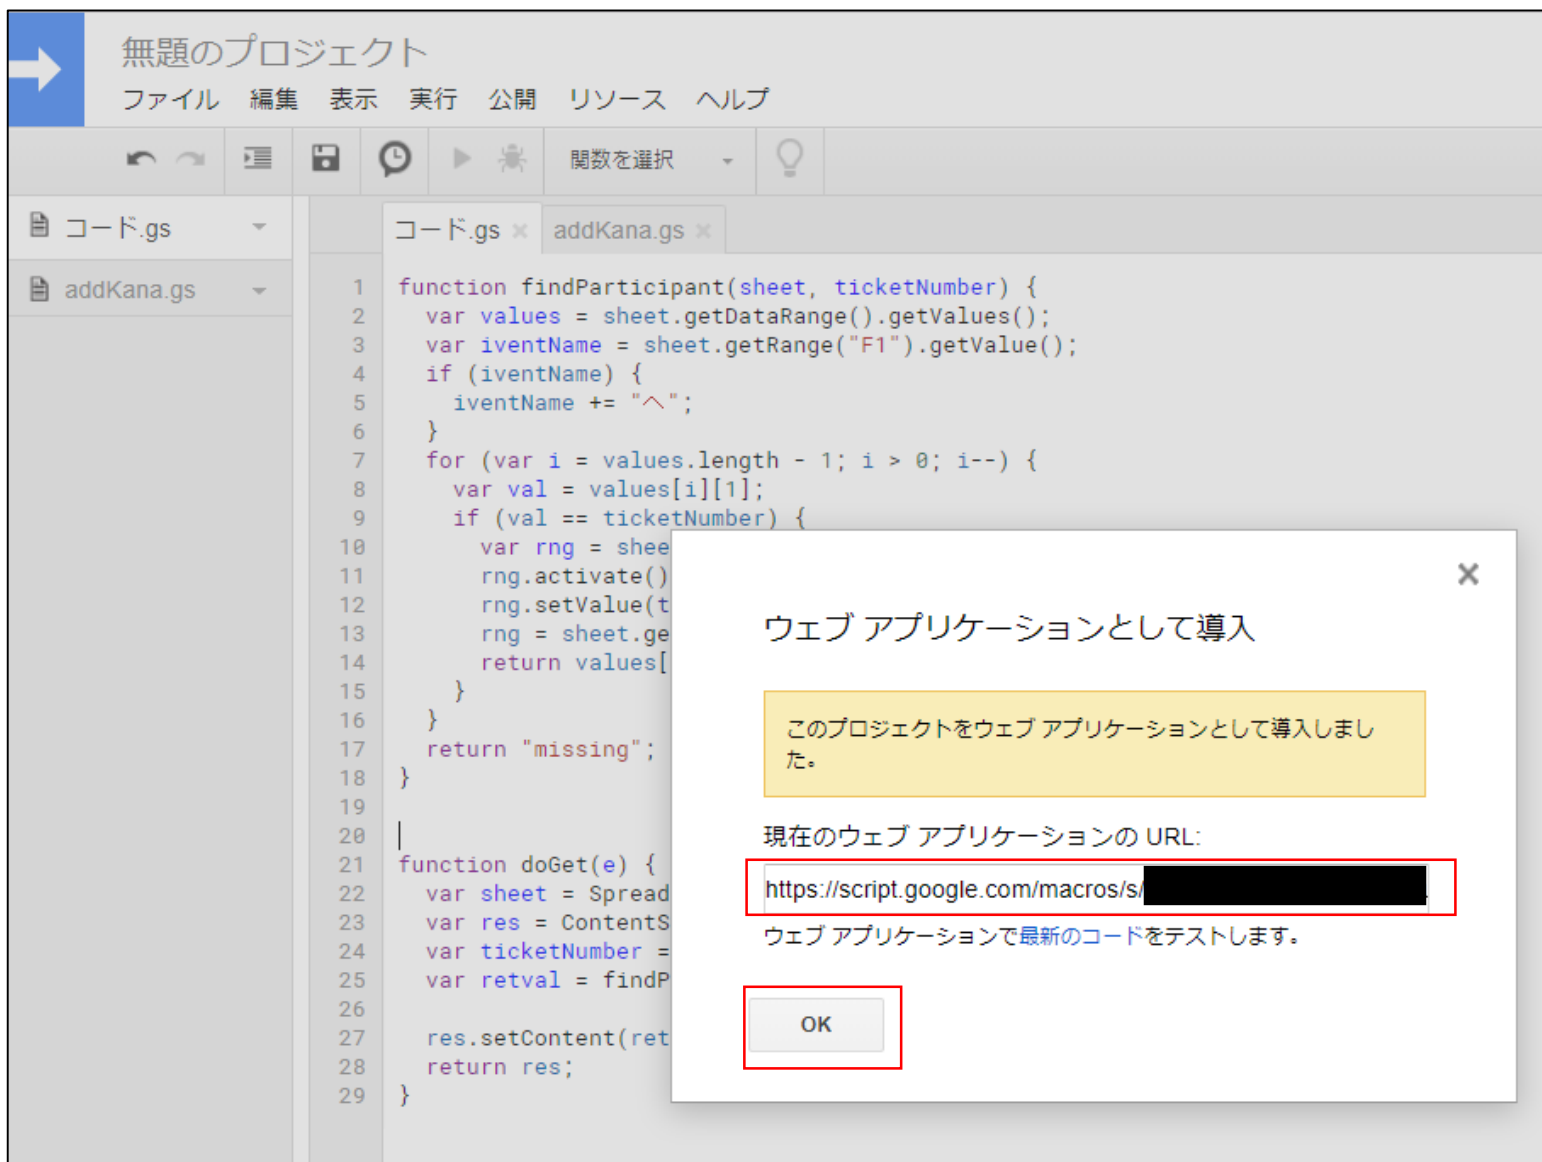 無題のプロジェクト
ファイル 編集 表示 実行 公開 リソース ヘルプ
関数を選択
コード.gs
addKana.gs
コード.gs × addKana.gs ×
1 function findParticipant(sheet, ticketNumber) {
2 var values = sheet.getDataRange().getValues();
3 var iventName = sheet.getRange("F1").getValue();
4 if (iventName) {
5 iventName += "へ";
6 }
7 for (var i = values.length - 1; i > 0; i--) {
8 var val = values[i][1];
9 if (val == ticketNumber) {
10 var rng = shee
11 rng.activate()
12 rng.setValue(t
13 rng = sheet.ge
14 return values[
15 }
16 }
17 return "missing";
18 }
19
20
21 function doGet(e) {
22 var sheet = Spread
23 var res = ContentS
24 var ticketNumber =
25 var retval = findP
26
27 res.setContent(ret
28 return res;
29 }
×
ウェブ アプリケーションとして導入
このプロジェクトをウェブ アプリケーションとして導入しまし
た。
現在のウェブ アプリケーションの URL:
https://script.google.com/macros/s/
ウェブ アプリケーションで最新のコードをテストします。
OK